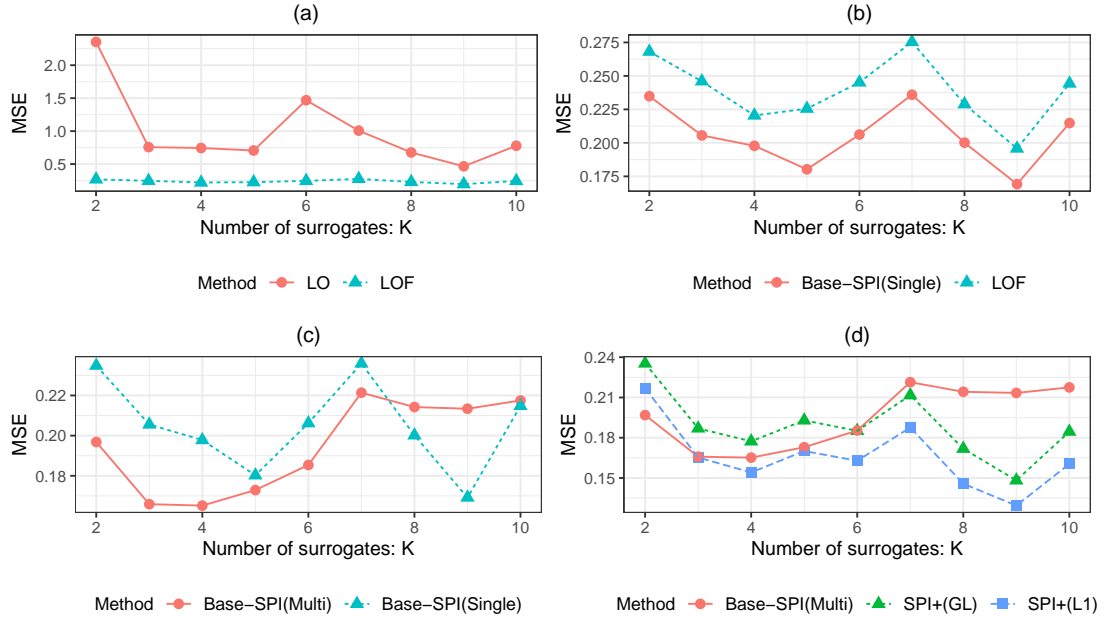 (a)
2.0
1.5
1.0
0.5
MSE
2 4 6 8 10
Number of surrogates: K
Method LO LOF
(b)
0.275
0.250
0.225
0.200
0.175
MSE
2 4 6 8 10
Number of surrogates: K
Method Base−SPI(Single) LOF
(c)
0.22
0.20
0.18
MSE
2 4 6 8 10
Number of surrogates: K
Method Base−SPI(Multi) Base−SPI(Single)
(d)
0.24
0.21
0.18
0.15
MSE
2 4 6 8 10
Number of surrogates: K
Method Base−SPI(Multi) SPI+(GL) SPI+(L1)